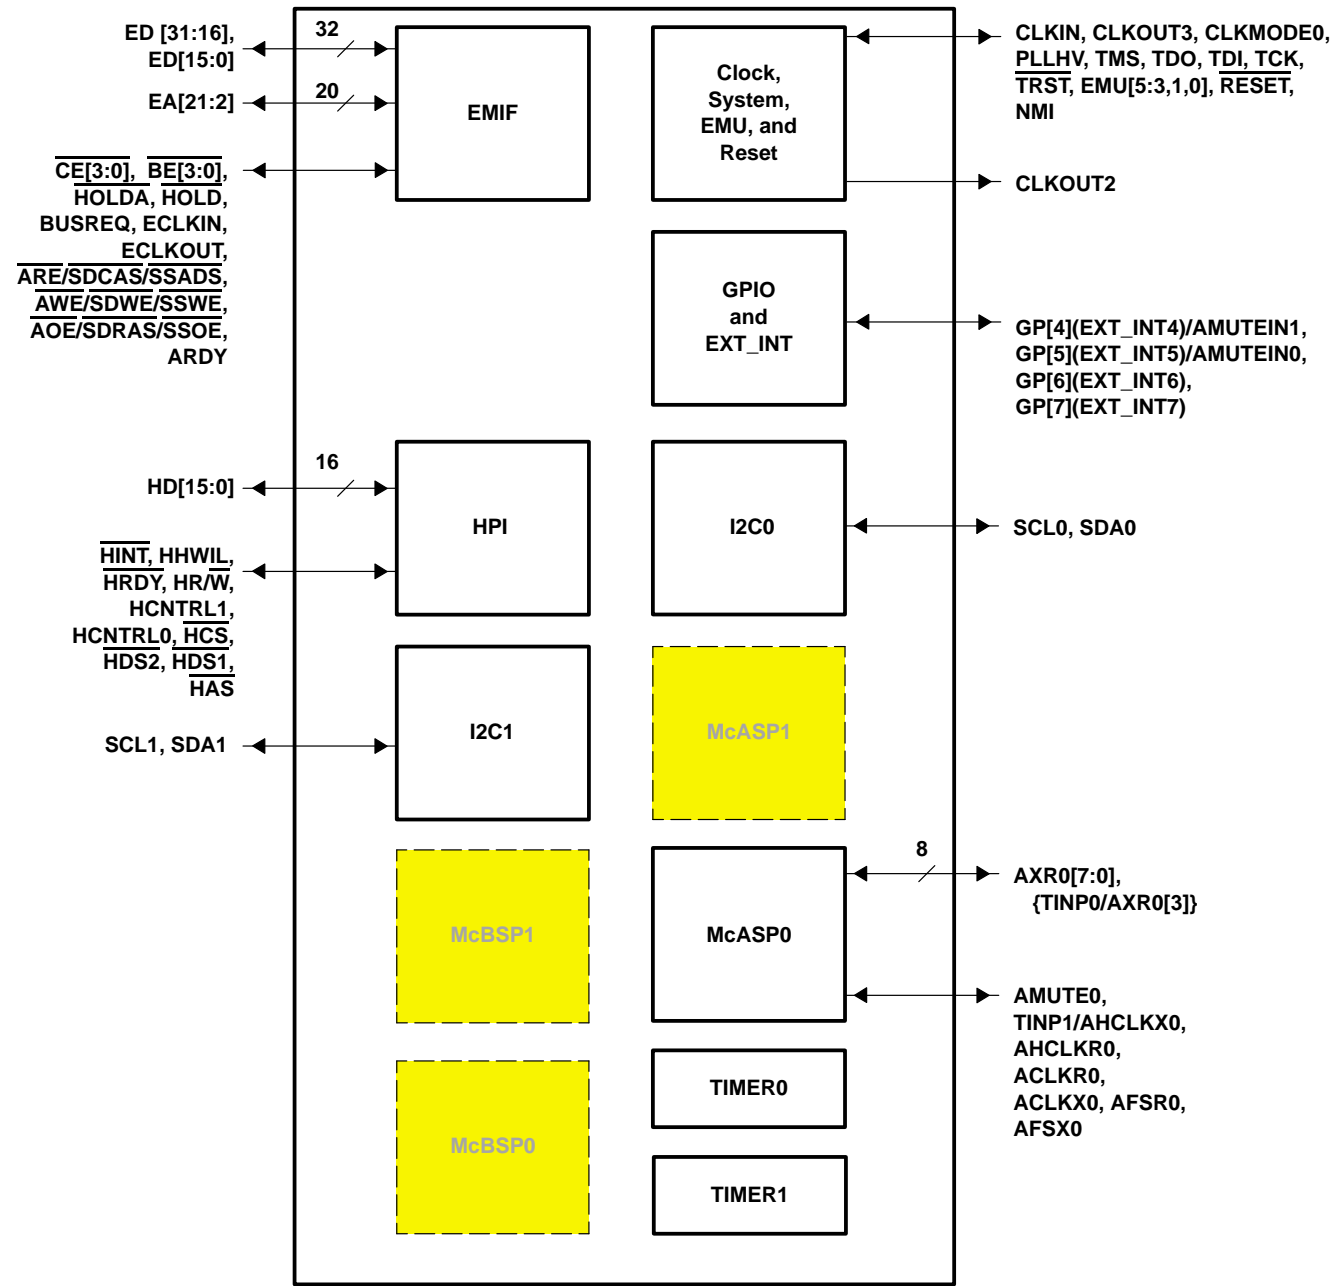 ED [31:16],
ED[15:0]
32
EA[21:2]
20
EMIF
CE[3:0], BE[3:0],
HOLDA, HOLD,
BUSREQ, ECLKIN,
ECLKOUT,
ARE/SDCAS/SSADS,
AWE/SDWE/SSWE,
AOE/SDRAS/SSOE,
ARDY
Clock,
System,
EMU, and
Reset
CLKIN, CLKOUT3, CLKMODE0,
PLLHV, TMS, TDO, TDI, TCK,
TRST, EMU[5:3,1,0], RESET,
NMI
CLKOUT2
GPIO
and
EXT_INT
GP[4](EXT_INT4)/AMUTEIN1,
GP[5](EXT_INT5)/AMUTEIN0,
GP[6](EXT_INT6),
GP[7](EXT_INT7)
HD[15:0]
16
HPI
HINT, HHWIL,
HRDY, HR/W,
HCNTRL1,
HCNTRL0, HCS,
HDS2, HDS1,
HAS
I2C0
SCL0, SDA0
SCL1, SDA1
I2C1
McASP1
McBSP1
McASP0
8
AXR0[7:0],
{TINP0/AXR0[3]}
AMUTE0,
TINP1/AHCLKX0,
AHCLKR0,
ACLKR0,
ACLKX0, AFSR0,
AFSX0
McBSP0
TIMER0
TIMER1